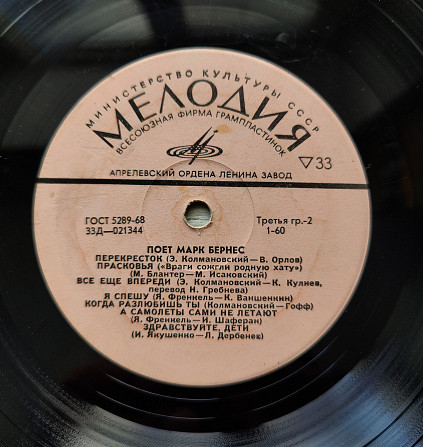 МИНИСТЕРСТВО КУЛЬТУРЫ СССР
МЕЛОДИЯ
ВСЕСОЮЗНАЯ ФИРМА ГРАМПЛАСТИНОК
АПРЕЛЕВСКИЙ ОРДЕНА ЛЕНИНА ЗАВОД
▽33
ГОСТ 5289-68
33Д—021344
Третья гр.-2
1-60
ПОЕТ МАРК БЕРНЕС
ПЕРЕКРЕСТОК (Э. Колмановский—В. Орлов)
ПРАСКОВЬЯ («Враги сожгли родную хату»)
(М. Блантер—М. Исаковский)
ВСЕ ЕЩЕ ВПЕРЕДИ (Э. Колмановский—К. Кулиев,
перевод Н. Гребнева)
Я СПЕШУ (Я. Френкель—К. Ваншенкин)
КОГДА РАЗЛЮБИШЬ ТЫ (Колмановский—Гофф)
А САМОЛЕТЫ САМИ НЕ ЛЕТАЮТ
(Я. Френкель—И. Шаферан)
ЗДРАВСТВУЙТЕ, ДЕТИ
(И. Якушенко—Л. Дербенев)